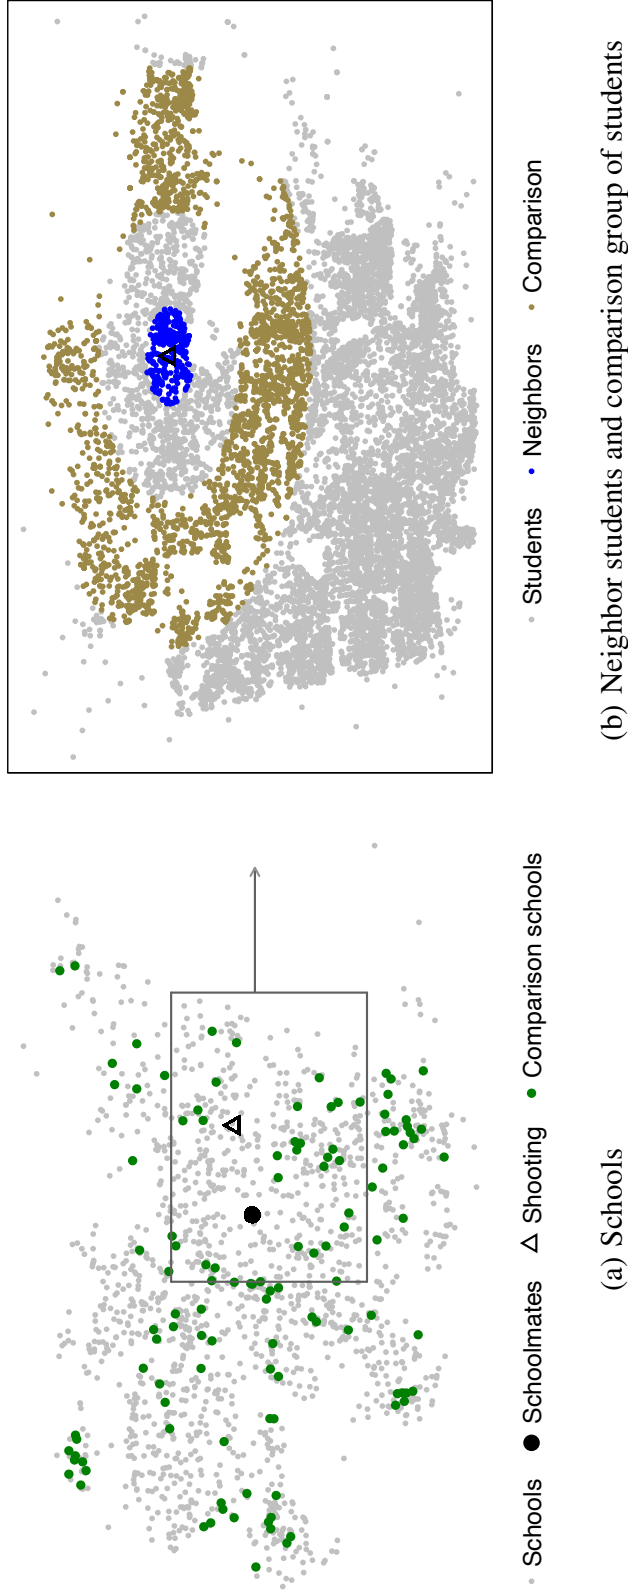 Schools Schoolmates Shooting Comparison schools
(a) Schools
Students Neighbors Comparison
(b) Neighbor students and comparison group of students